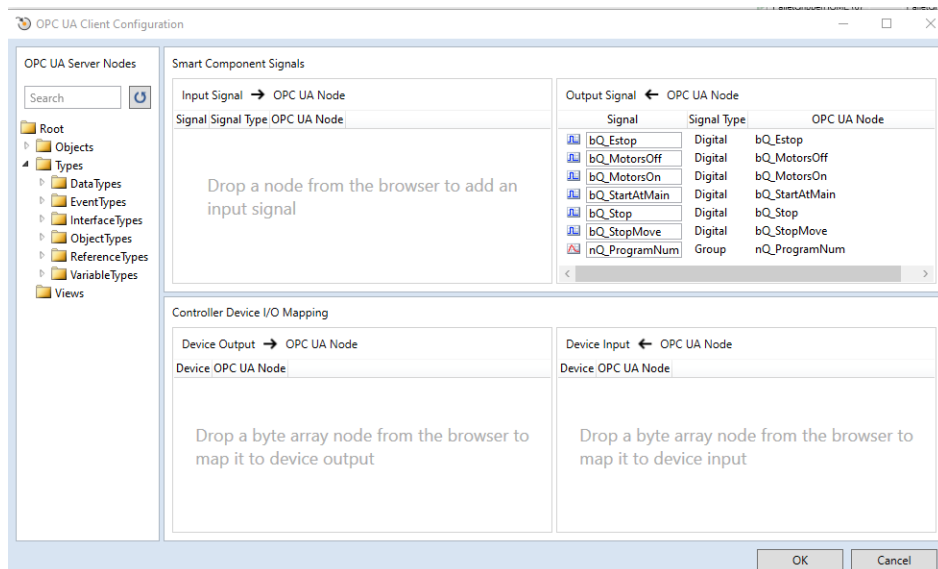 OPC UA Client Configuration
OPC UA Server Nodes
Search
Root
Objects
Types
DataTypes
EventTypes
InterfaceTypes
ObjectTypes
ReferenceTypes
VariableTypes
Views
Smart Component Signals
Input Signal → OPC UA Node
Signal Signal Type OPC UA Node
Drop a node from the browser to add an
input signal
Output Signal ← OPC UA Node
Signal Signal Type OPC UA Node
bQ_Estop Digital bQ_Estop
bQ_MotorsOff Digital bQ_MotorsOff
bQ_MotorsOn Digital bQ_MotorsOn
bQ_StartAtMain Digital bQ_StartAtMain
bQ_Stop Digital bQ_Stop
bQ_StopMove Digital bQ_StopMove
nQ_ProgramNum Group nQ_ProgramNum
Controller Device I/O Mapping
Device Output → OPC UA Node
Device OPC UA Node
Drop a byte array node from the browser to
map it to device output
Device Input ← OPC UA Node
Device OPC UA Node
Drop a byte array node from the browser to
map it to device input
OK Cancel